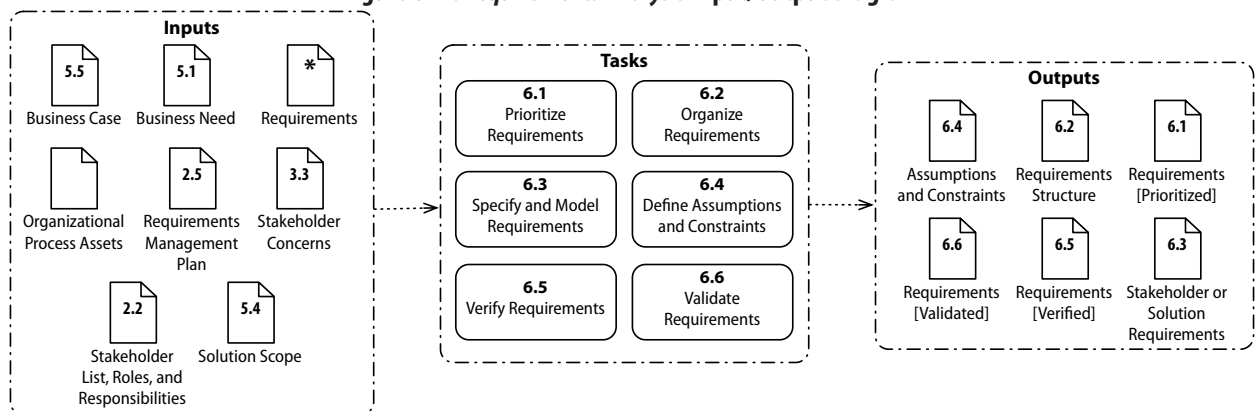 Inputs
5.5
5.1
*
Business Case
Business Need
Requirements
2.5
3.3
Organizational
Process Assets
Requirements
Management
Plan
Stakeholder
Concerns
2.2
5.4
Stakeholder
List, Roles, and
Responsibilities
Solution Scope
Tasks
6.1
Prioritize
Requirements
6.2
Organize
Requirements
6.3
Specify and Model
Requirements
6.4
Define Assumptions
and Constraints
6.5
Verify Requirements
6.6
Validate
Requirements
Outputs
6.4
6.2
6.1
Assumptions
and Constraints
Requirements
Structure
Requirements
[Prioritized]
6.6
6.5
6.3
Requirements
[Validated]
Requirements
[Verified]
Stakeholder or
Solution
Requirements